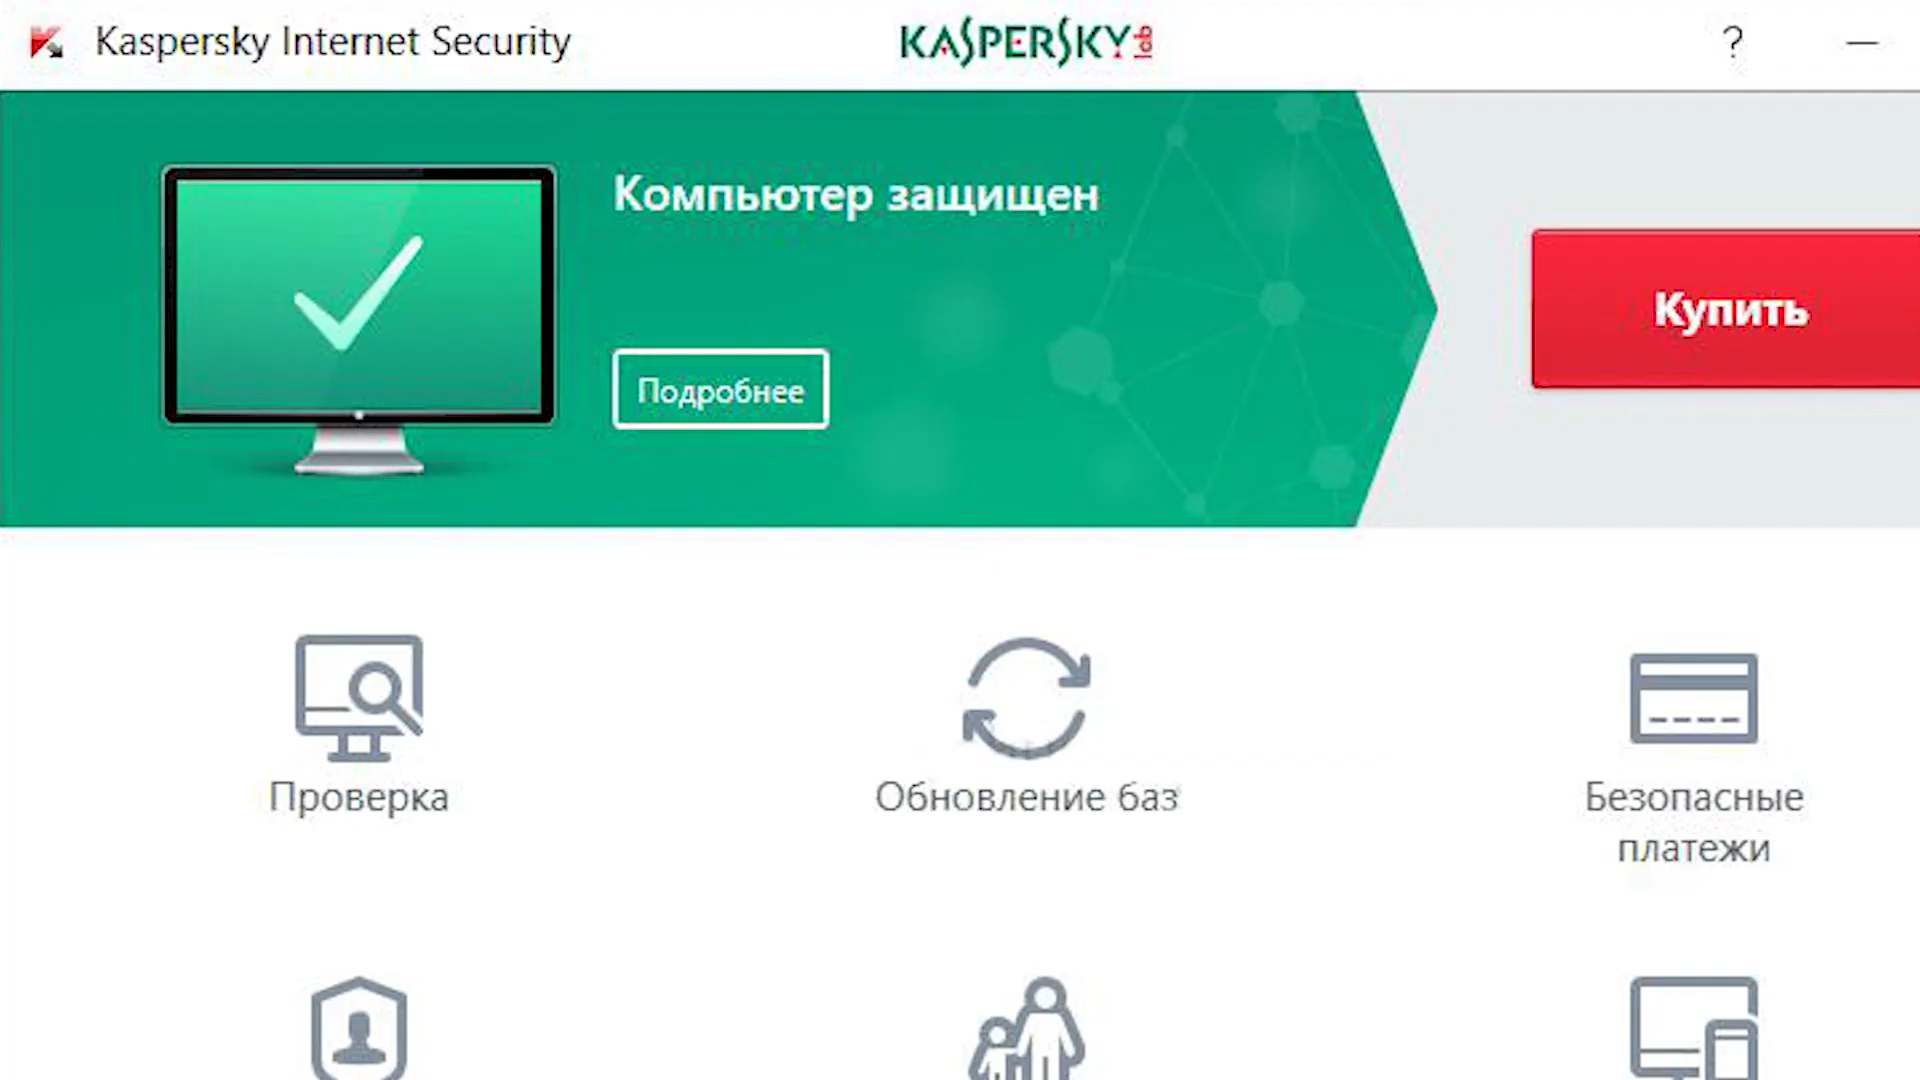 Kaspersky Internet Security
KASPERSKY lab
?
Компьютер защищен
Подробнее
Купить
Проверка
Обновление баз
Безопасные
платежи